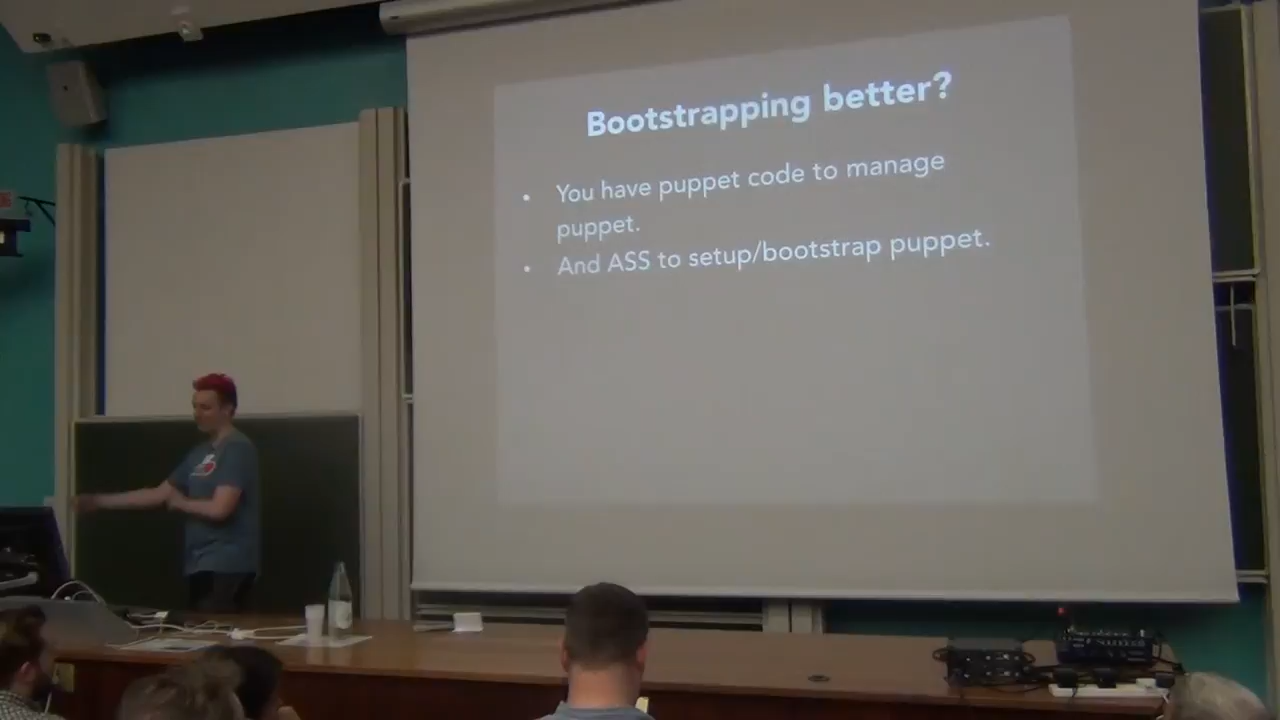 Bootstrapping better?
• You have puppet code to manage
puppet.
• And ASS to setup/bootstrap puppet.